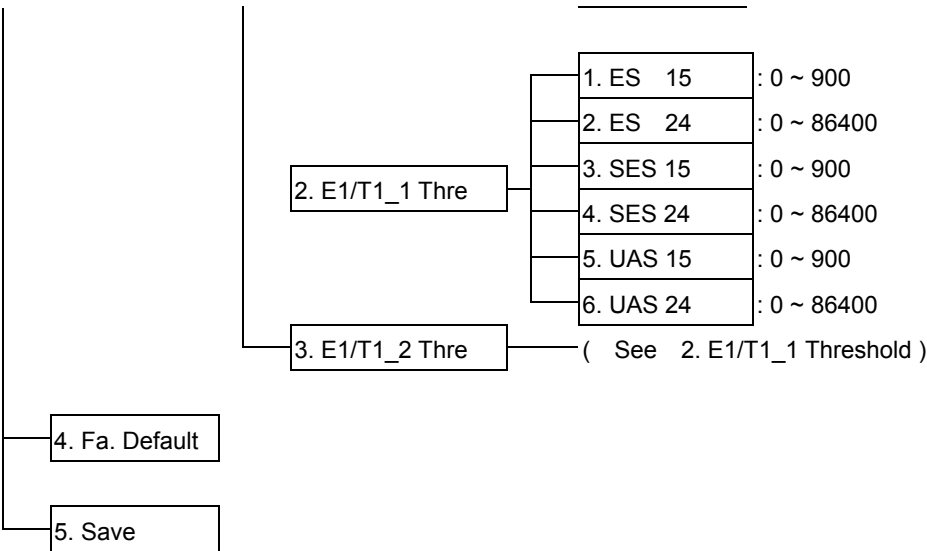 1. ES 15 : 0 ~ 900
2. ES 24 : 0 ~ 86400
3. SES 15 : 0 ~ 900
2. E1/T1_1 Thre
4. SES 24 : 0 ~ 86400
5. UAS 15 : 0 ~ 900
6. UAS 24 : 0 ~ 86400
3. E1/T1_2 Thre ( See 2. E1/T1_1 Threshold )
4. Fa. Default
5. Save